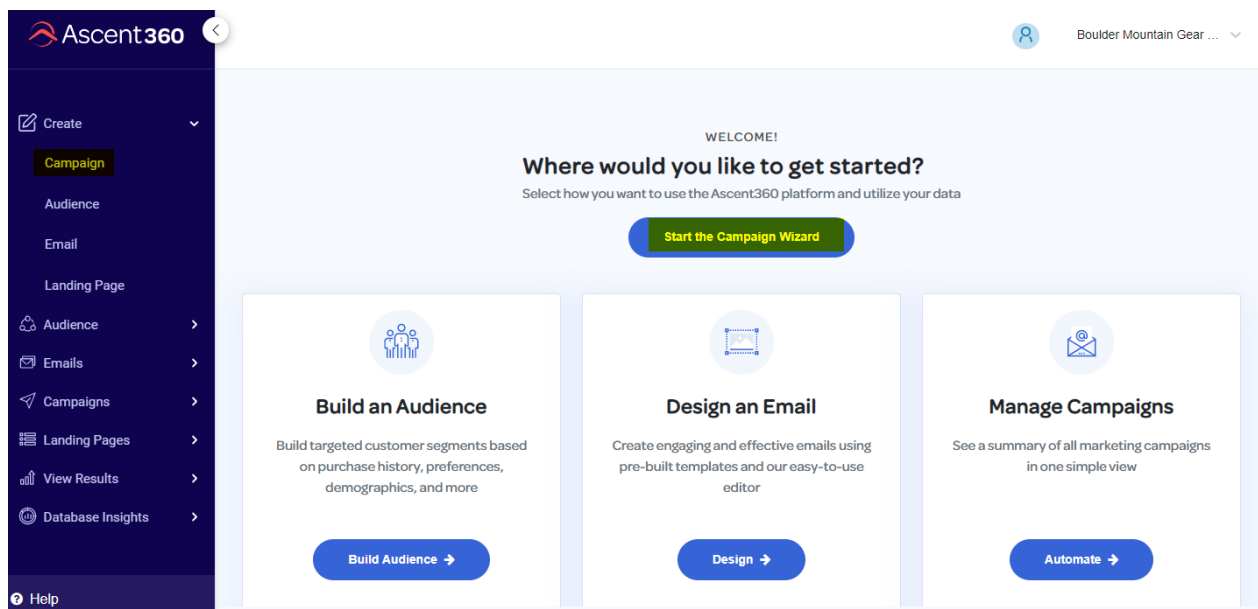 Ascent360
Boulder Mountain Gear ...
Create
Campaign
Audience
Email
Landing Page
Audience
Emails
Campaigns
Landing Pages
View Results
Database Insights
Help
WELCOME!
Where would you like to get started?
Select how you want to use the Ascent360 platform and utilize your data
Start the Campaign Wizard
Build an Audience
Build targeted customer segments based
on purchase history, preferences,
demographics, and more
Build Audience →
Design an Email
Create engaging and effective emails using
pre-built templates and our easy-to-use
editor
Design →
Manage Campaigns
See a summary of all marketing campaigns
in one simple view
Automate →